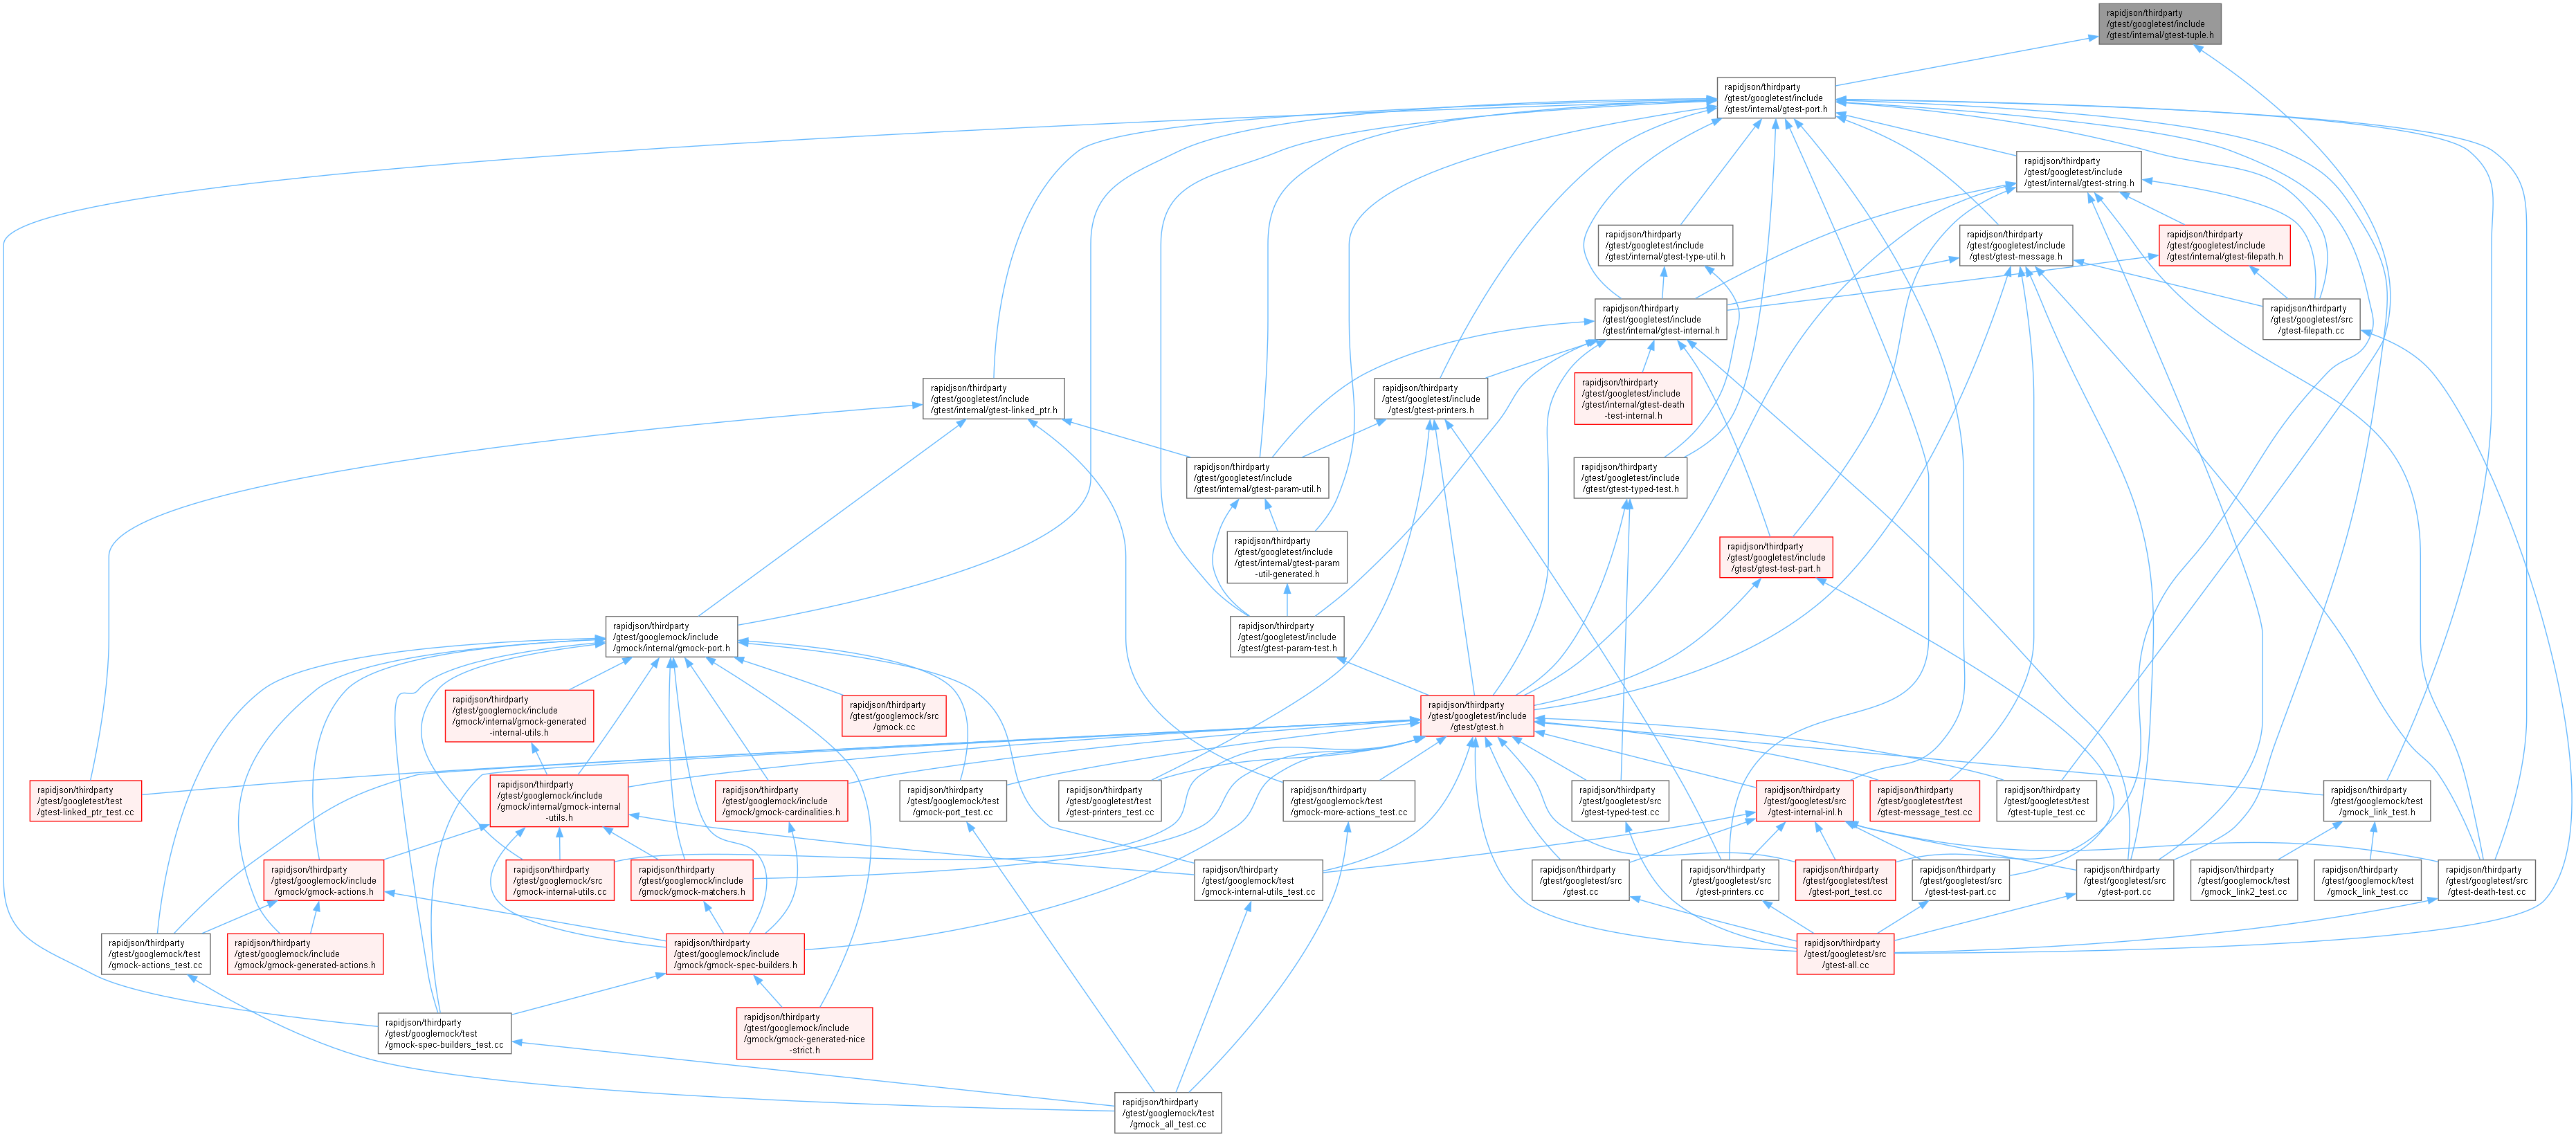 rapidjson/thirdparty
/gtest/googletest/include
/gtest/internal/gtest-tuple.h
rapidjson/thirdparty
/gtest/googletest/include
/gtest/internal/gtest-port.h
rapidjson/thirdparty
/gtest/googletest/include
/gtest/internal/gtest-string.h
rapidjson/thirdparty
/gtest/googletest/include
/gtest/internal/gtest-type-util.h
rapidjson/thirdparty
/gtest/googletest/include
/gtest/gtest-message.h
rapidjson/thirdparty
/gtest/googletest/include
/gtest/internal/gtest-filepath.h
rapidjson/thirdparty
/gtest/googletest/include
/gtest/internal/gtest-internal.h
rapidjson/thirdparty
/gtest/googletest/src
/gtest-filepath.cc
rapidjson/thirdparty
/gtest/googletest/include
/gtest/internal/gtest-linked_ptr.h
rapidjson/thirdparty
/gtest/googletest/include
/gtest/gtest-printers.h
rapidjson/thirdparty
/gtest/googletest/include
/gtest/internal/gtest-death
-test-internal.h
rapidjson/thirdparty
/gtest/googletest/include
/gtest/internal/gtest-param-util.h
rapidjson/thirdparty
/gtest/googletest/include
/gtest/gtest-typed-test.h
rapidjson/thirdparty
/gtest/googletest/include
/gtest/internal/gtest-param
-util-generated.h
rapidjson/thirdparty
/gtest/googletest/include
/gtest/gtest-test-part.h
rapidjson/thirdparty
/gtest/googlemock/include
/gmock/internal/gmock-port.h
rapidjson/thirdparty
/gtest/googletest/include
/gtest/gtest-param-test.h
rapidjson/thirdparty
/gtest/googlemock/include
/gmock/internal/gmock-generated
-internal-utils.h
rapidjson/thirdparty
/gtest/googlemock/src
/gmock.cc
rapidjson/thirdparty
/gtest/googletest/include
/gtest/gtest.h
rapidjson/thirdparty
/gtest/googletest/test
/gtest-linked_ptr_test.cc
rapidjson/thirdparty
/gtest/googlemock/include
/gmock/internal/gmock-internal
-utils.h
rapidjson/thirdparty
/gtest/googlemock/include
/gmock/gmock-cardinalities.h
rapidjson/thirdparty
/gtest/googlemock/test
/gmock-port_test.cc
rapidjson/thirdparty
/gtest/googletest/test
/gtest-printers_test.cc
rapidjson/thirdparty
/gtest/googlemock/test
/gmock-more-actions_test.cc
rapidjson/thirdparty
/gtest/googletest/src
/gtest-typed-test.cc
rapidjson/thirdparty
/gtest/googletest/src
/gtest-internal-inl.h
rapidjson/thirdparty
/gtest/googletest/test
/gtest-message_test.cc
rapidjson/thirdparty
/gtest/googletest/test
/gtest-tuple_test.cc
rapidjson/thirdparty
/gtest/googlemock/test
/gmock_link_test.h
rapidjson/thirdparty
/gtest/googlemock/include
/gmock/gmock-actions.h
rapidjson/thirdparty
/gtest/googlemock/src
/gmock-internal-utils.cc
rapidjson/thirdparty
/gtest/googlemock/include
/gmock/gmock-matchers.h
rapidjson/thirdparty
/gtest/googlemock/test
/gmock-internal-utils_test.cc
rapidjson/thirdparty
/gtest/googletest/src
/gtest.cc
rapidjson/thirdparty
/gtest/googletest/src
/gtest-printers.cc
rapidjson/thirdparty
/gtest/googletest/test
/gtest-port_test.cc
rapidjson/thirdparty
/gtest/googletest/src
/gtest-test-part.cc
rapidjson/thirdparty
/gtest/googletest/src
/gtest-port.cc
rapidjson/thirdparty
/gtest/googlemock/test
/gmock_link2_test.cc
rapidjson/thirdparty
/gtest/googlemock/test
/gmock_link_test.cc
rapidjson/thirdparty
/gtest/googletest/src
/gtest-death-test.cc
rapidjson/thirdparty
/gtest/googlemock/test
/gmock-actions_test.cc
rapidjson/thirdparty
/gtest/googlemock/include
/gmock/gmock-generated-actions.h
rapidjson/thirdparty
/gtest/googlemock/include
/gmock/gmock-spec-builders.h
rapidjson/thirdparty
/gtest/googletest/src
/gtest-all.cc
rapidjson/thirdparty
/gtest/googlemock/test
/gmock-spec-builders_test.cc
rapidjson/thirdparty
/gtest/googlemock/include
/gmock/gmock-generated-nice
-strict.h
rapidjson/thirdparty
/gtest/googlemock/test
/gmock_all_test.cc